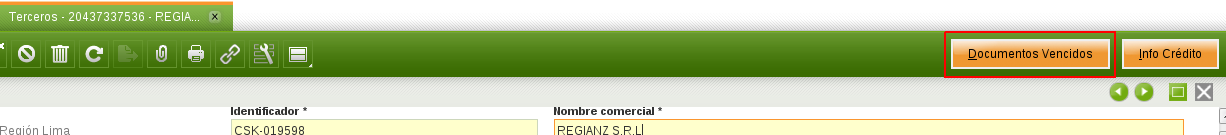 Terceros - 20437337536 - REGIA...
Documentos Vencidos
Info Crédito
Identificador *
Nombre comercial *
Región Lima
CSK-019598
REGIANZ S.R.L